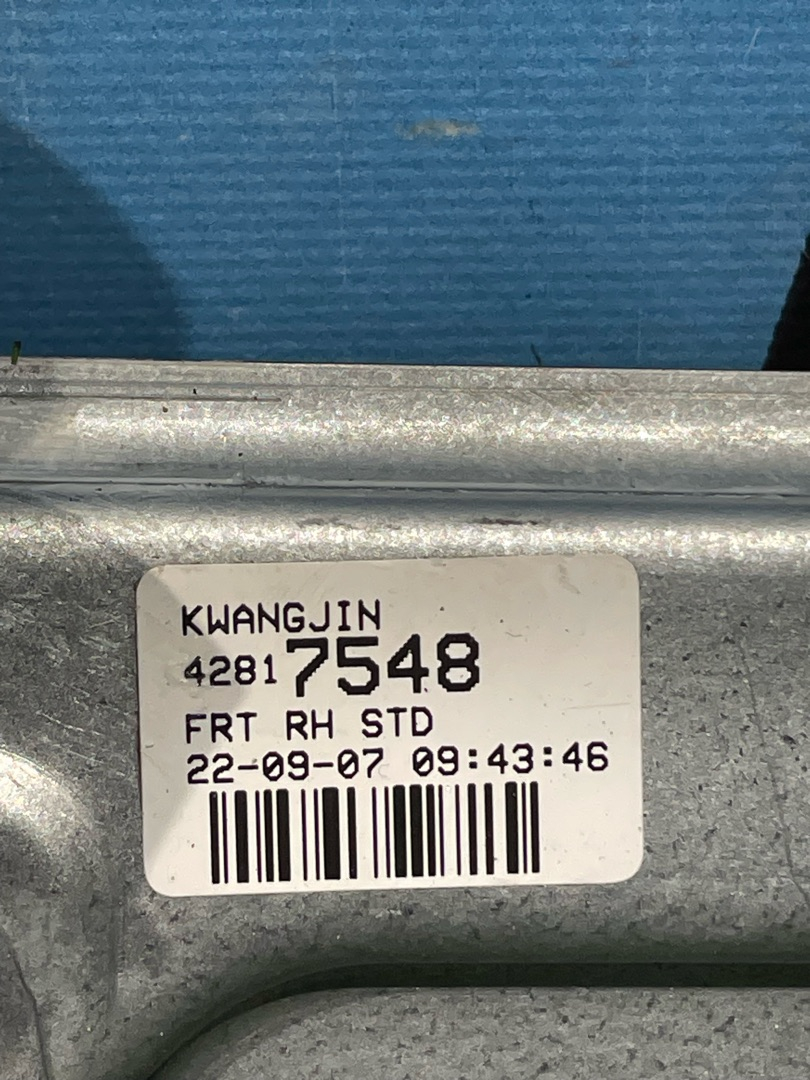 KWANGJIN
42817548
FRT RH STD
22-09-07 09:43:46